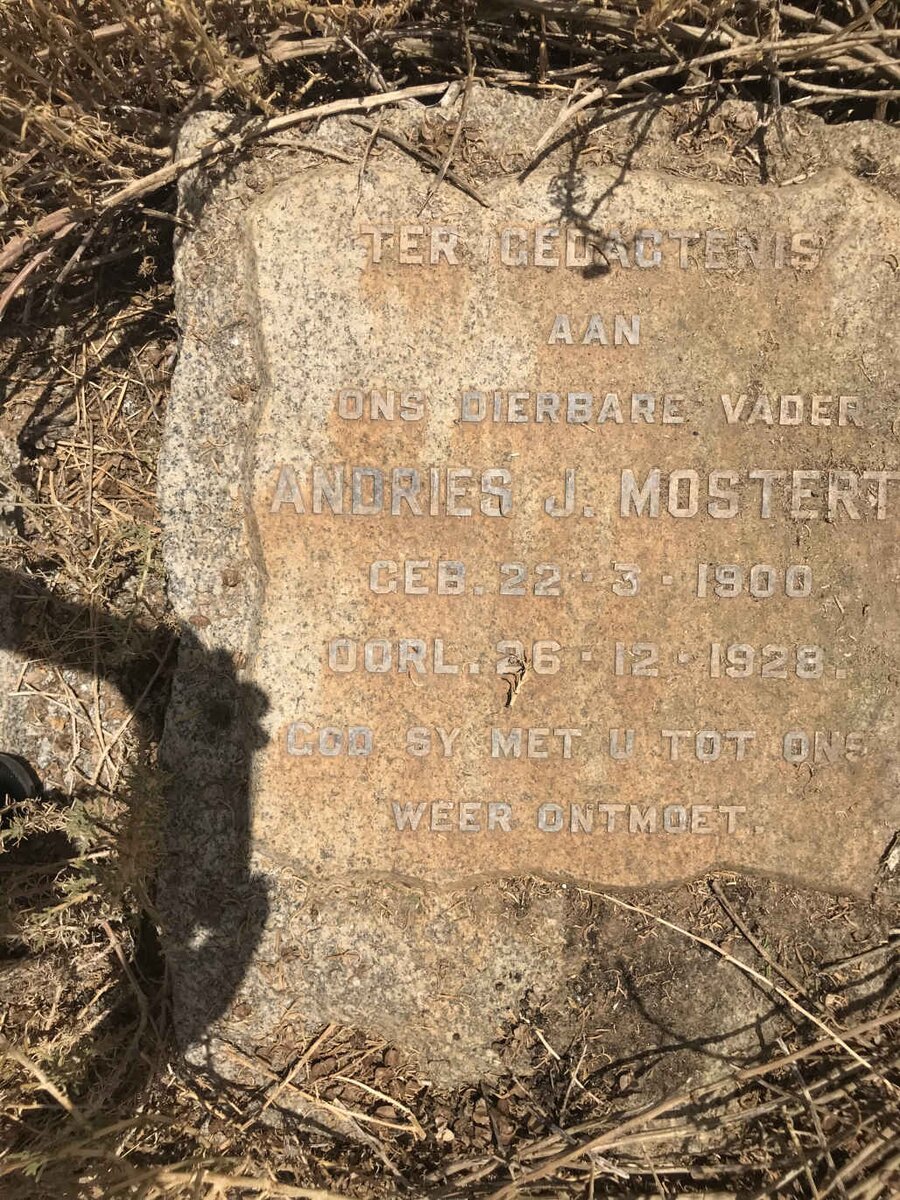 TER GEDAGTENIS
AAN
ONS DIERBARE VADER
ANDRIES J. MOSTERT
GEB. 22·3·1900
OORL. 26·12·1928.
GOD SY MET U TOT ONS
WEER ONTMOET.